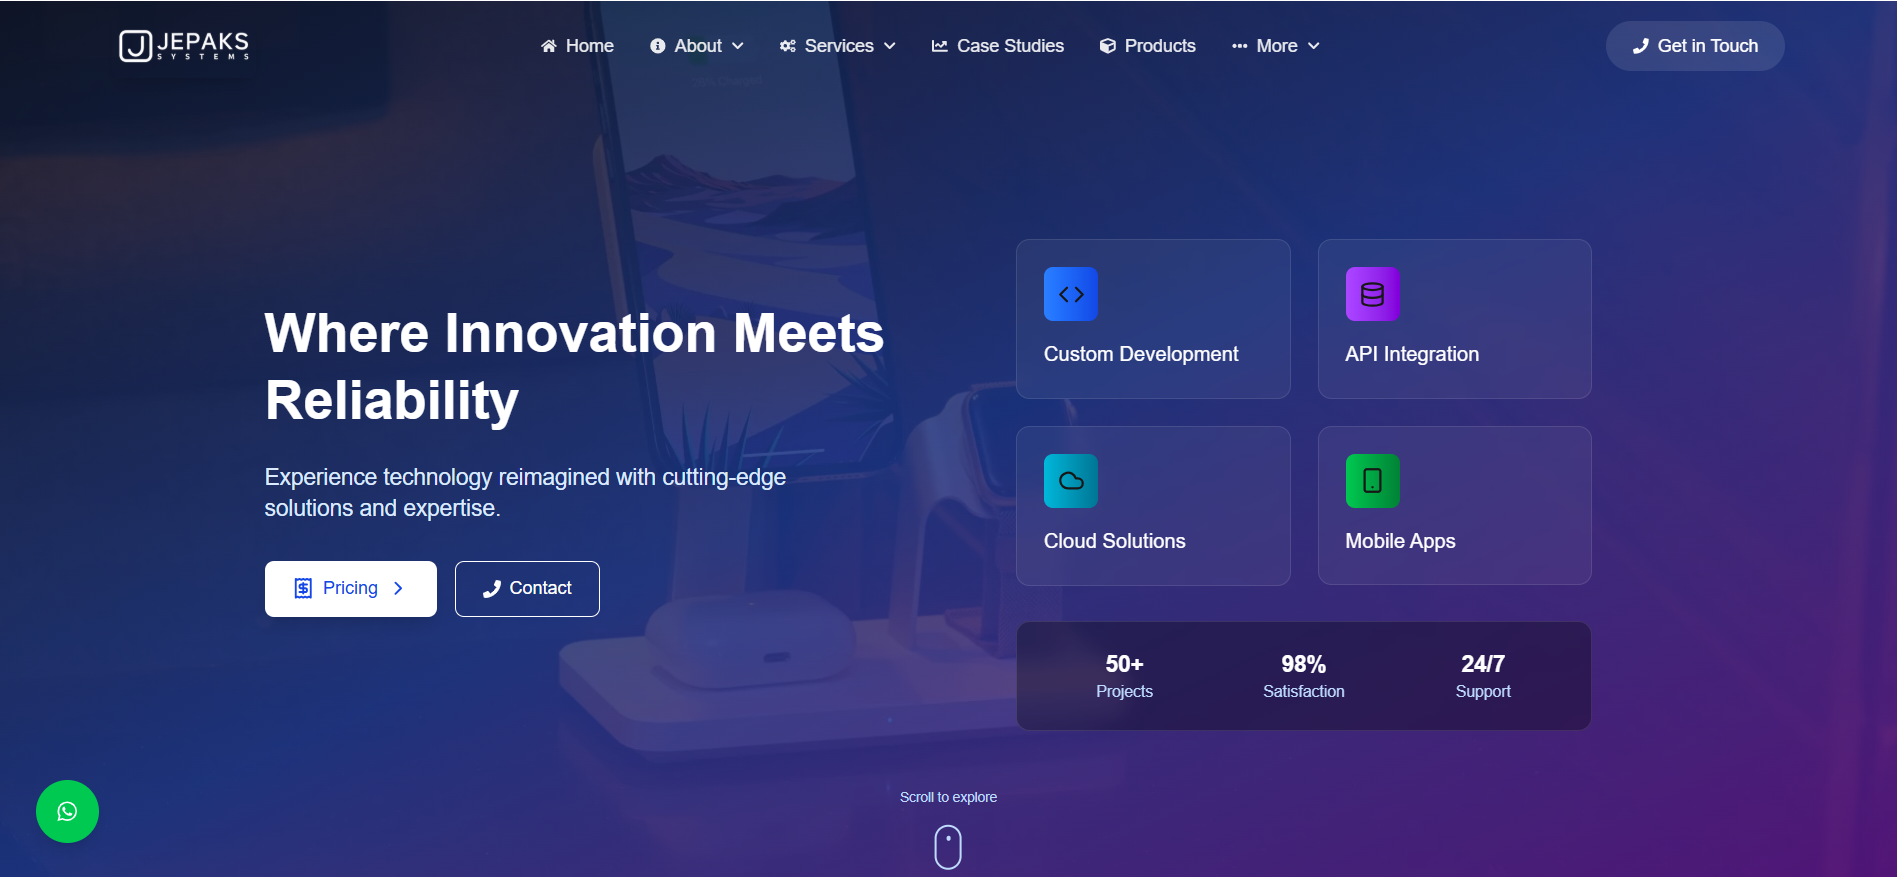 JEPAKS
SYSTEMS
Home
About
Services
Case Studies
Products
More
Get in Touch
Where Innovation Meets
Reliability
Experience technology reimagined with cutting-edge
solutions and expertise.
Pricing
Contact
Custom Development
API Integration
Cloud Solutions
Mobile Apps
50+
Projects
98%
Satisfaction
24/7
Support
Scroll to explore